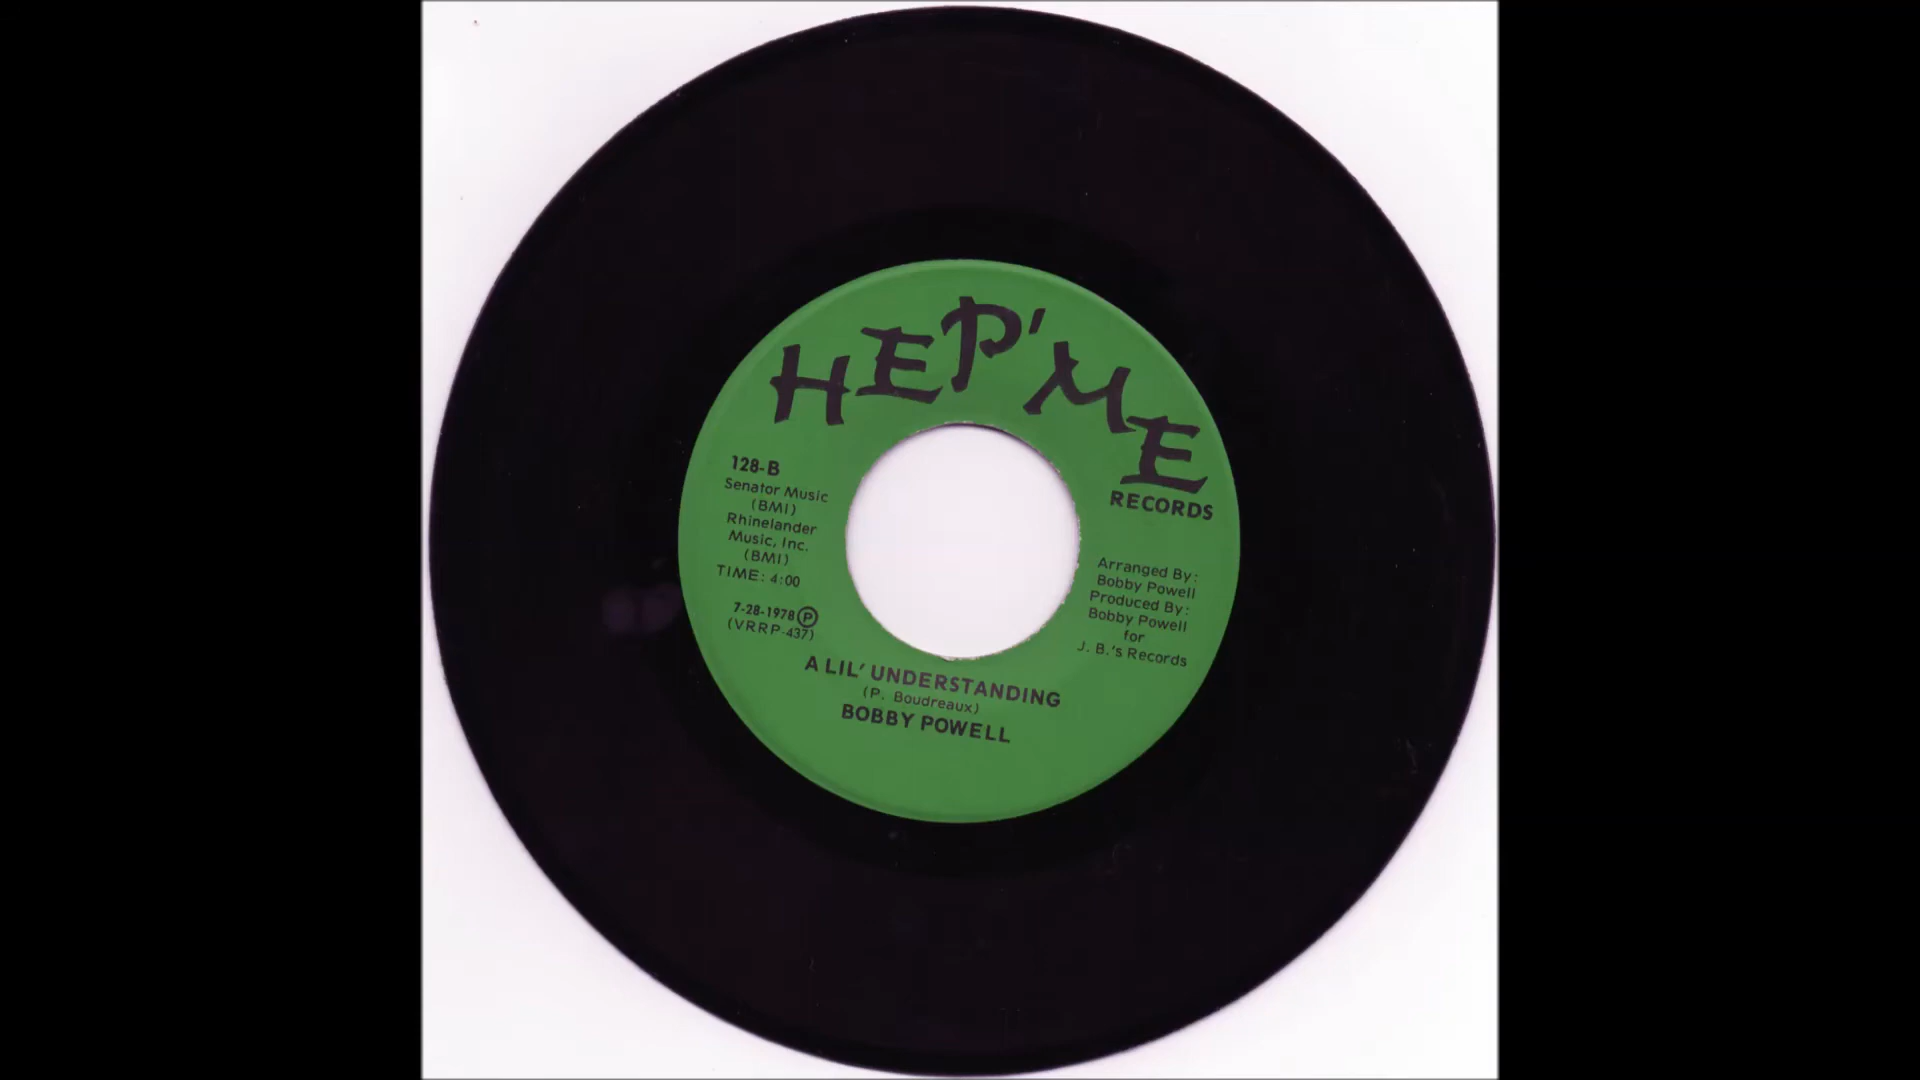 HEP' ME
RECORDS
128-B
Senator Music
(BMI)
Rhinelander
Music, Inc.
(BMI)
TIME: 4:00
7-28-1978 Ⓟ
(VRRP-437)
Arranged By:
Bobby Powell
Produced By:
Bobby Powell
for
J. B.'s Records
A LIL' UNDERSTANDING
(P. Boudreaux)
BOBBY POWELL